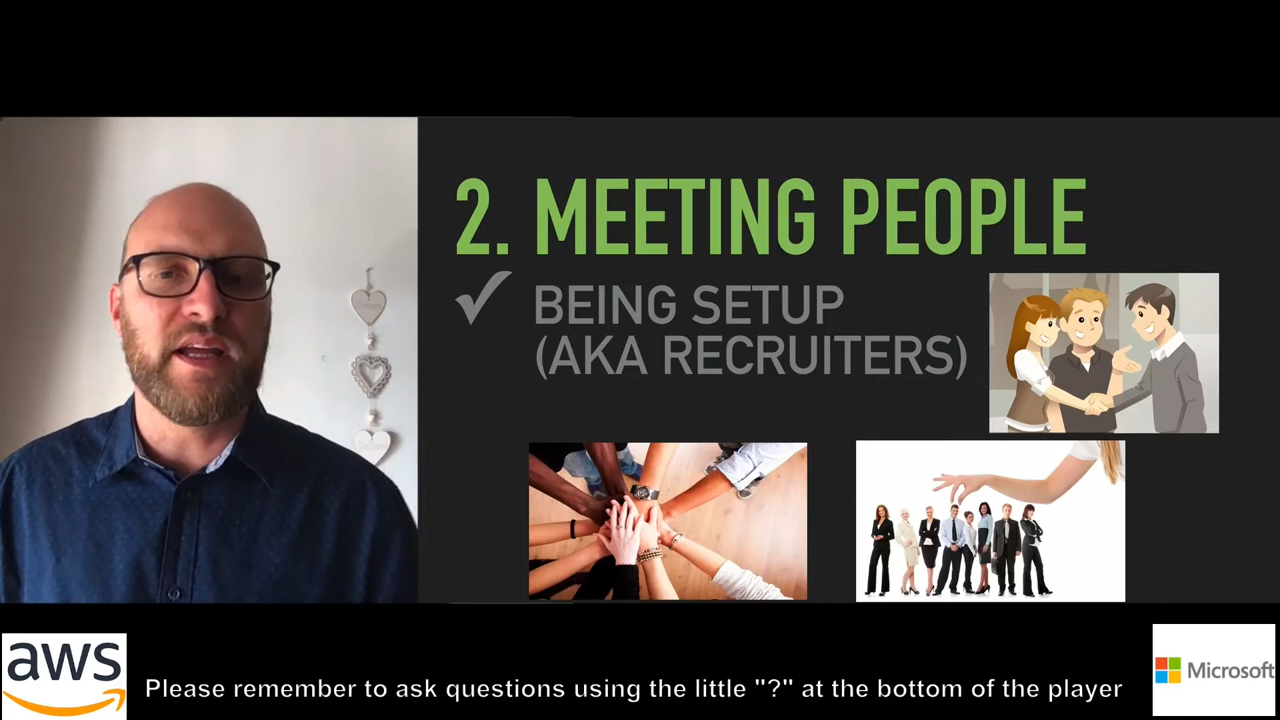 2. MEETING PEOPLE
✓ BEING SETUP
(AKA RECRUITERS)
aws
Please remember to ask questions using the little "?" at the bottom of the player
Microsoft